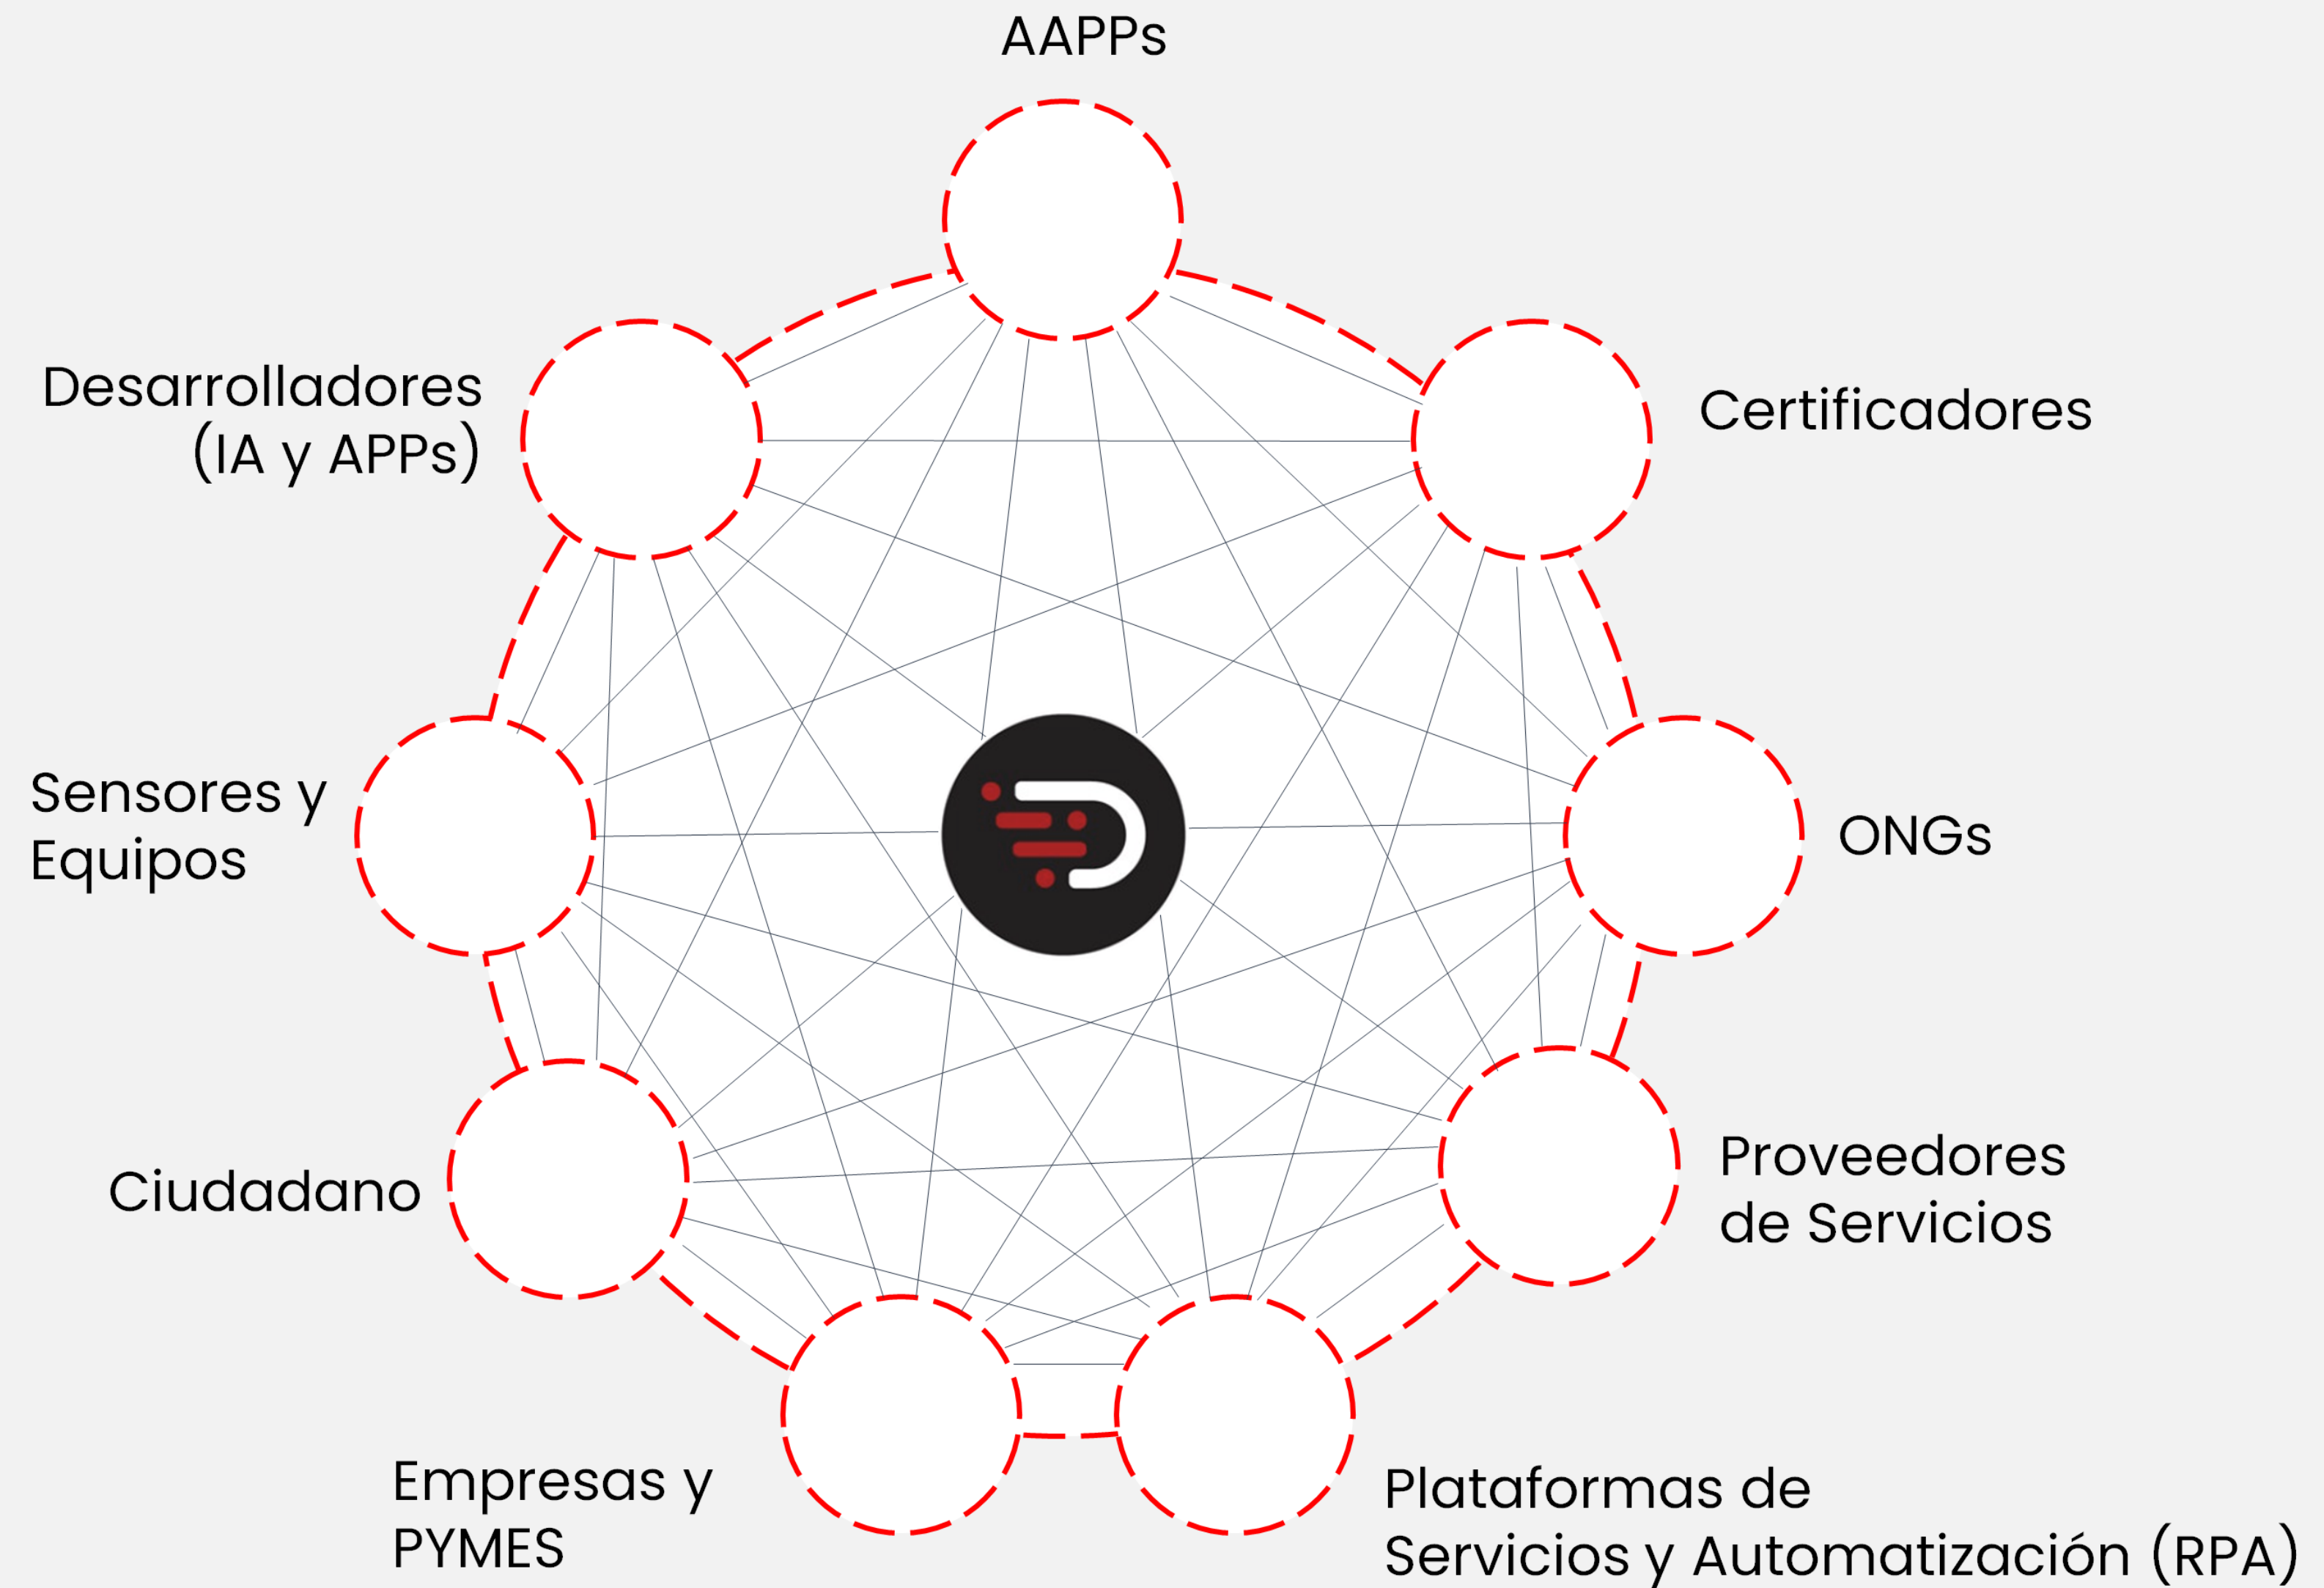 AAPPs
Desarrolladores
(IA y APPs)
Certificadores
Sensores y
Equipos
ONGs
Ciudadano
Proveedores
de Servicios
Empresas y
PYMES
Plataformas de
Servicios y Automatización (RPA)